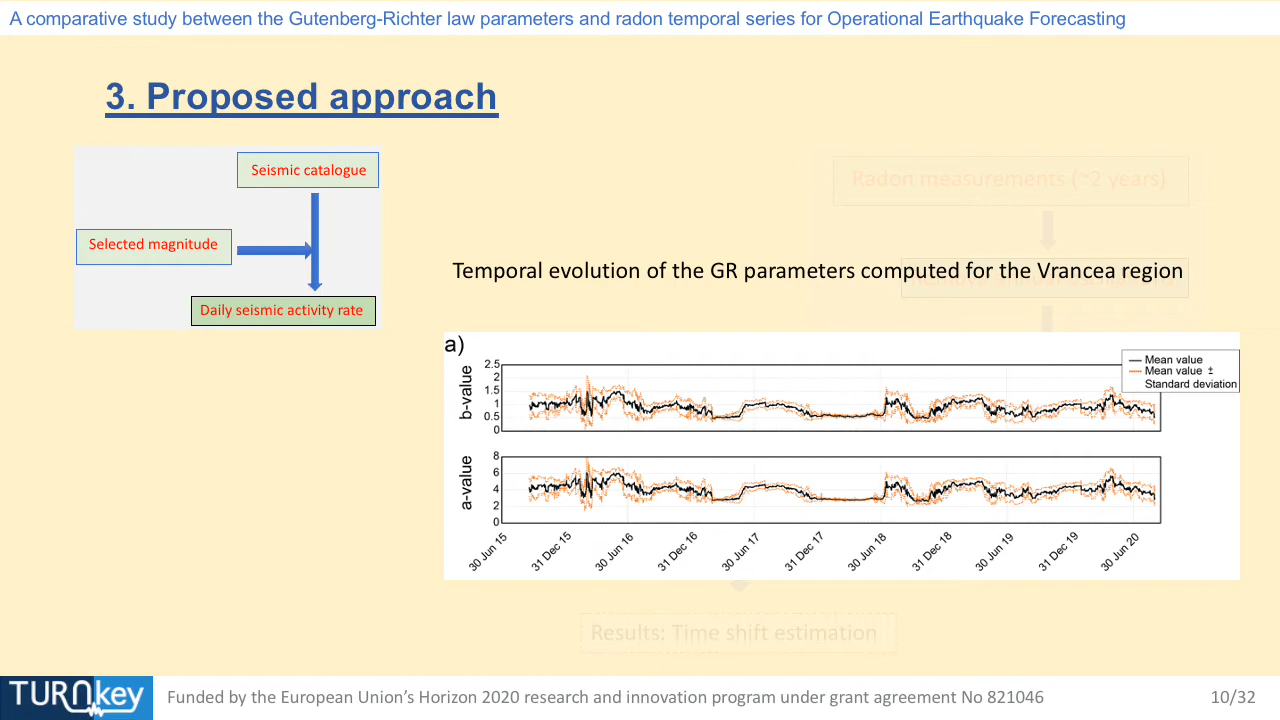 A comparative study between the Gutenberg-Richter law parameters and radon temporal series for Operational Earthquake Forecasting
3. Proposed approach
Seismic catalogue
Radon measurements (~2 years)
Selected magnitude
Temporal evolution of the GR parameters computed for the Vrancea region
Daily seismic activity rate
a)
Mean value
Mean value ±
Standard deviation
b-value
2.5
2
1.5
1
0.5
0
a-value
8
6
4
2
0
30 Jun 15
31 Dec 15
30 Jun 16
31 Dec 16
30 Jun 17
31 Dec 17
30 Jun 18
31 Dec 18
30 Jun 19
31 Dec 19
30 Jun 20
Results: Time shift estimation
TURNkey
Funded by the European Union's Horizon 2020 research and innovation program under grant agreement No 821046
10/32